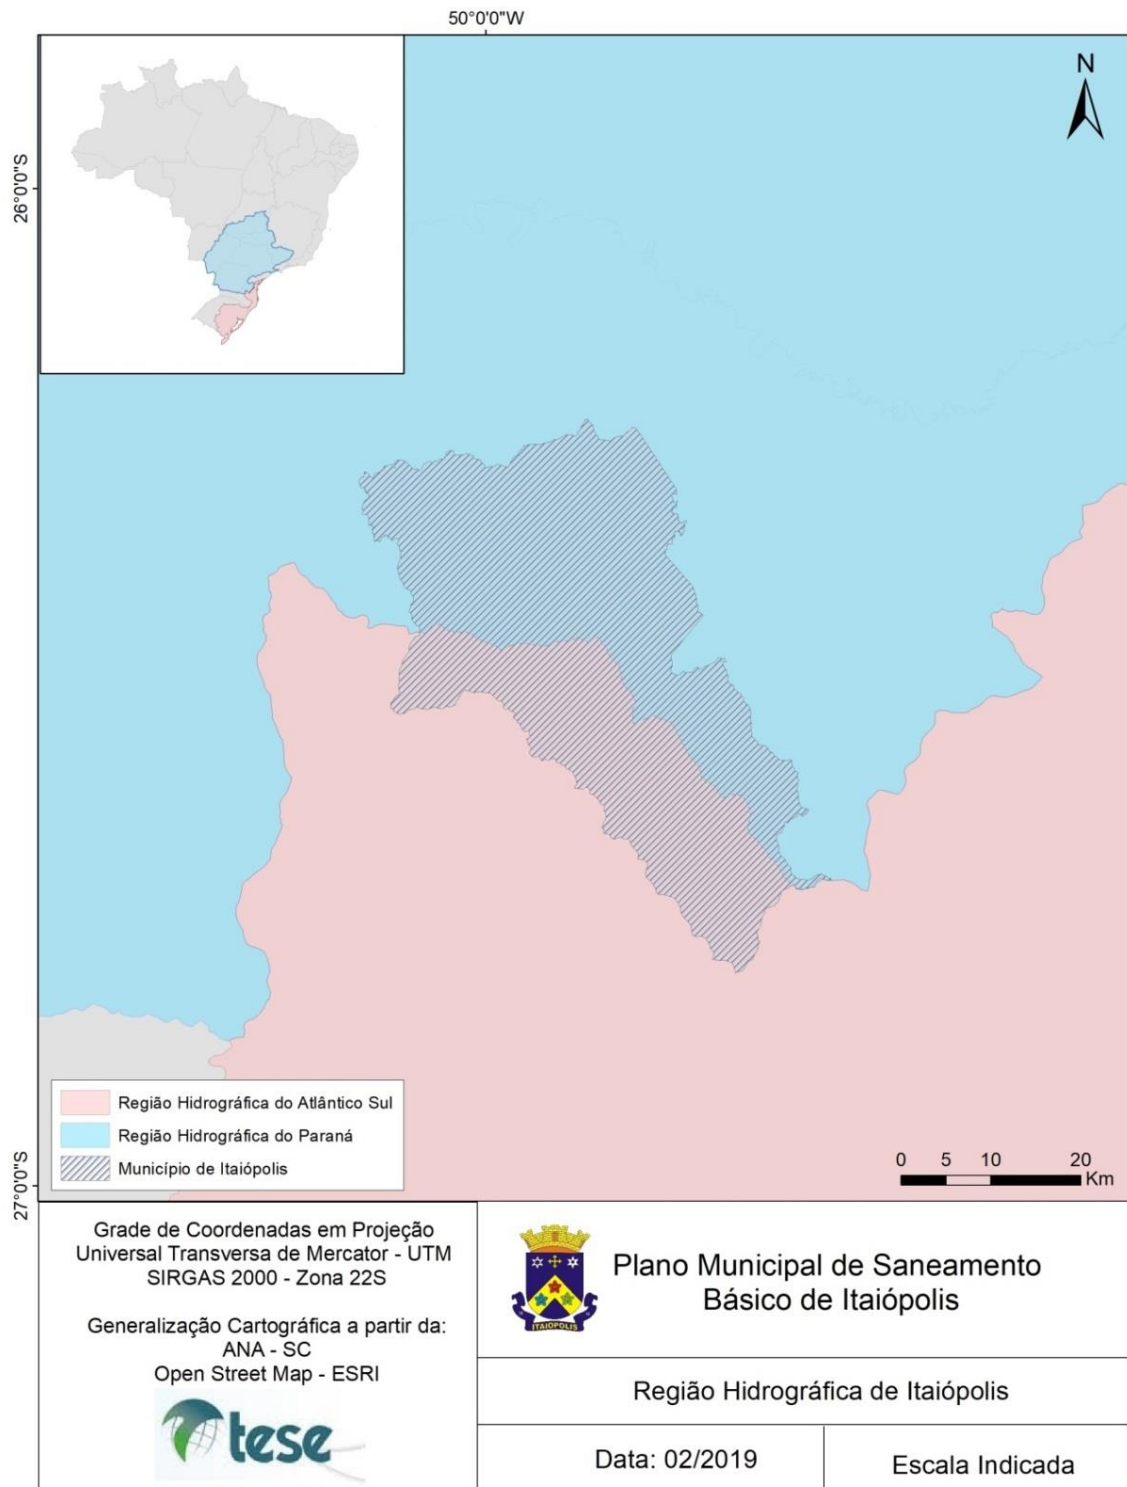 50°0'0"W
N
26°0'0"S
Região Hidrográfica do Atlântico Sul
Região Hidrográfica do Paraná
Município de Itaiópolis
0 5 10 20
Km
27°0'0"S
Grade de Coordenadas em Projeção
Universal Transversa de Mercator - UTM
SIRGAS 2000 - Zona 22S
Generalização Cartográfica a partir da:
ANA - SC
Open Street Map - ESRI
tese
ITAIOPOLIS
Plano Municipal de Saneamento
Básico de Itaiópolis
Região Hidrográfica de Itaiópolis
Data: 02/2019
Escala Indicada